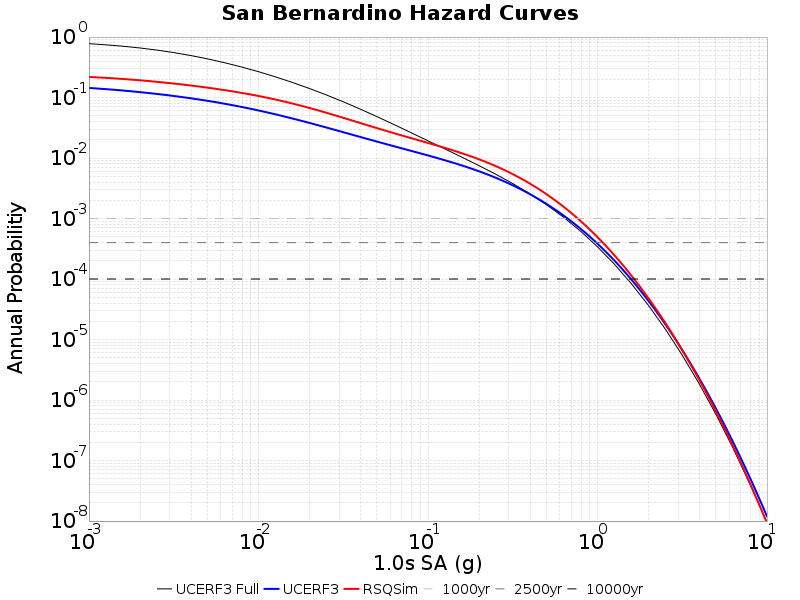 San Bernardino Hazard Curves
10^0
10^-1
10^-2
10^-3
10^-4
10^-5
10^-6
10^-7
10^-8
Annual Probabilitiy
10^-3 10^-2 10^-1 10^0 10^1
1.0s SA (g)
UCERF3 Full UCERF3 RSQSim 1000yr 2500yr 10000yr